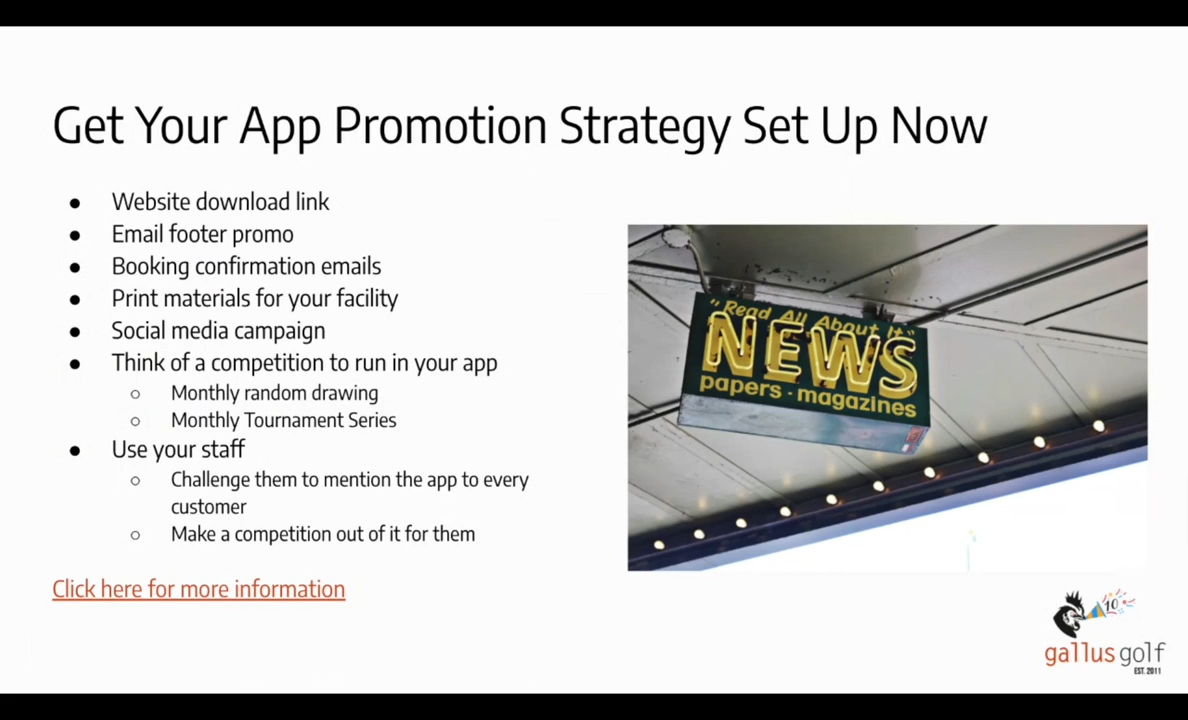 Get Your App Promotion Strategy Set Up Now
● Website download link
● Email footer promo
● Booking confirmation emails
● Print materials for your facility
● Social media campaign
● Think of a competition to run in your app
○ Monthly random drawing
○ Monthly Tournament Series
● Use your staff
○ Challenge them to mention the app to every
customer
○ Make a competition out of it for them
Click here for more information
"Read All About It"
NEWS
papers · magazines
10
gallus golf
EST. 2011